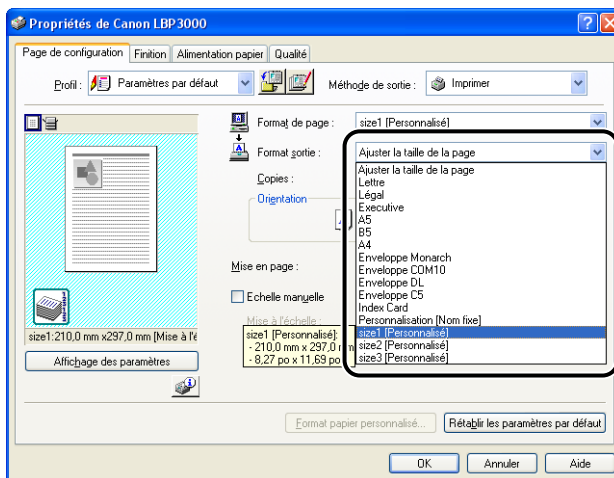 Propriétés de Canon LBP3000
Page de configuration Finition Alimentation papier Qualité
Profil : Paramètres par défaut Méthode de sortie : Imprimer
Format de page : size1 [Personnalisé]
Format sortie : Ajuster la taille de la page
Ajuster la taille de la page
Lettre
Légal
Executive
A5
B5
A4
Enveloppe Monarch
Enveloppe COM10
Enveloppe DL
Enveloppe C5
Index Card
Personnalisation [Nom fixe]
size1 [Personnalisé]
size2 [Personnalisé]
size3 [Personnalisé]
Copies :
Orientation
Mise en page :
Echelle manuelle
Mise à l'échelle :
size1 [Personnalisé]:
- 210,0 mm x 297,0 mm
- 8,27 po x 11,69 po
size1:210,0 mm x297,0 mm [Mise à l'é
Affichage des paramètres
Format papier personnalisé... Rétablir les paramètres par défaut
OK Annuler Aide